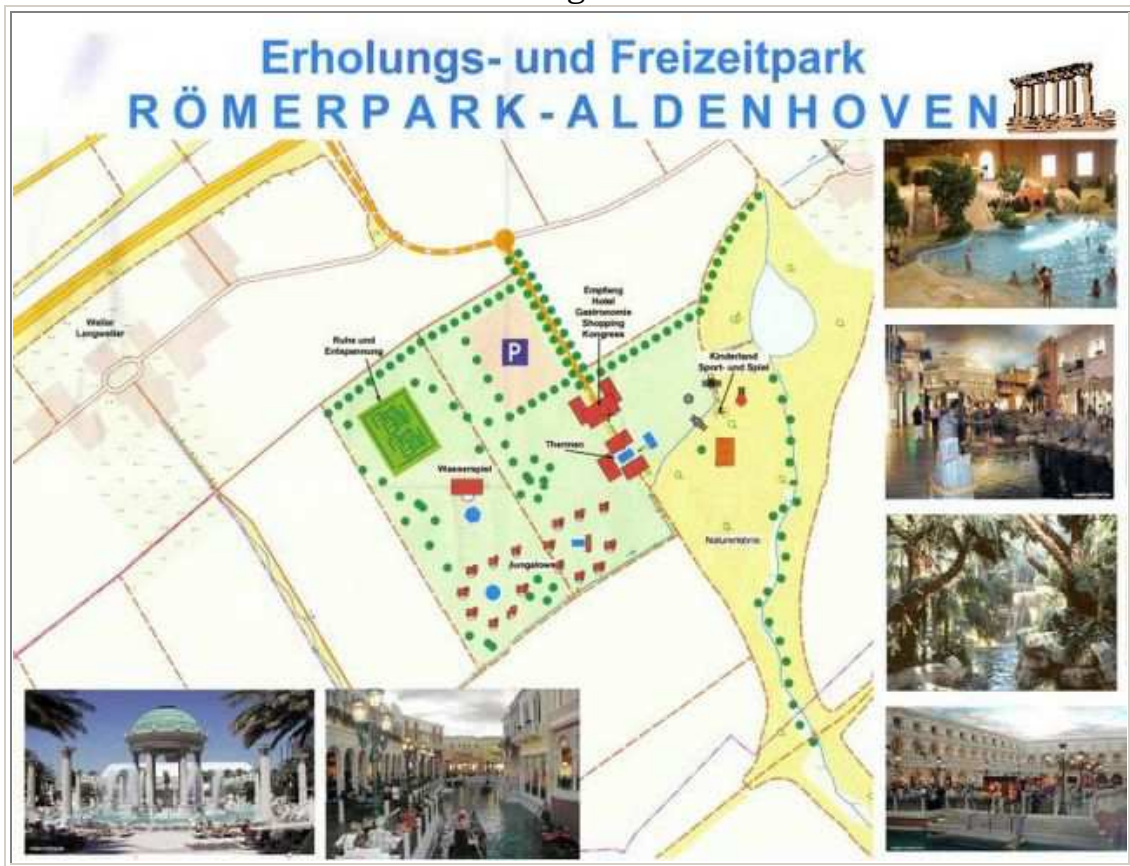 Erholungs- und Freizeitpark
RÖMERPARK-ALDENHOVEN
Empfang
Hotel
Gastronomie
Shopping
Kongress
Weiler
Langweiler
Ruhe und
Entspannung
P
Kinderland
Sport- und Spiel
Thermen
Wasserspiel
Naturerlebnis
Bungalows